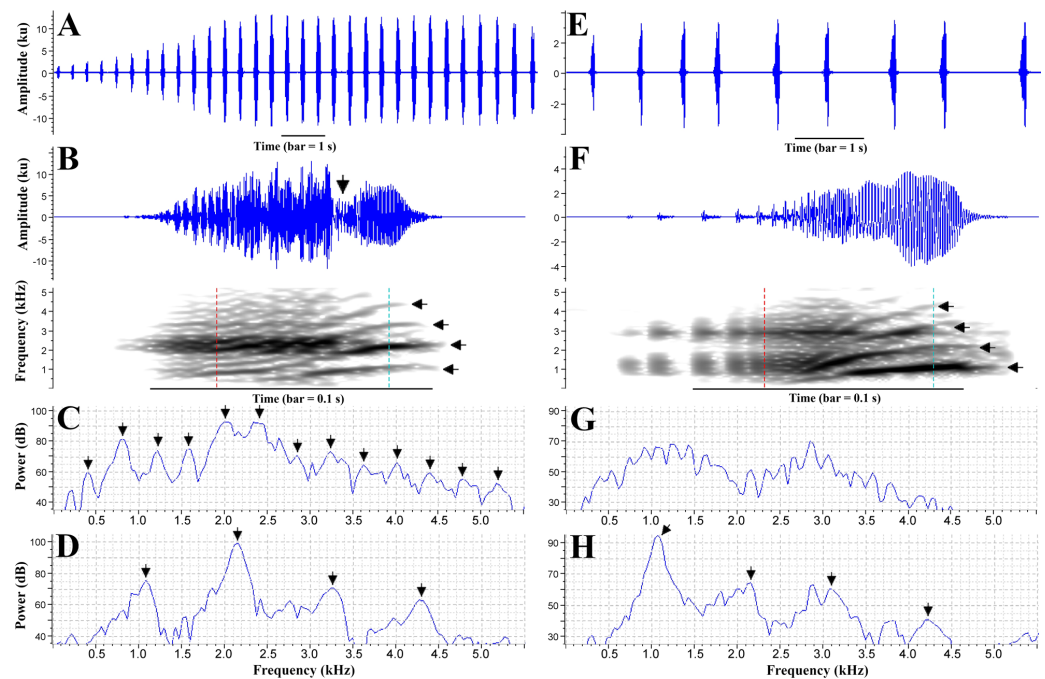 A
Amplitude (ku)
10
5
0
-5
-10
Time (bar = 1 s)
B
Amplitude (ku)
10
5
0
-5
-10
Frequency (kHz)
5
4
3
2
1
Time (bar = 0.1 s)
C
Power (dB)
100
80
60
40
0.5 1.0 1.5 2.0 2.5 3.0 3.5 4.0 4.5 5.0
D
Power (dB)
100
80
60
40
0.5 1.0 1.5 2.0 2.5 3.0 3.5 4.0 4.5 5.0
Frequency (kHz)
E
2
0
-2
-4
Time (bar = 1 s)
F
4
2
0
-2
-4
5
4
3
2
1
Time (bar = 0.1 s)
G
90
70
50
30
0.5 1.0 1.5 2.0 2.5 3.0 3.5 4.0 4.5 5.0
H
90
70
50
30
0.5 1.0 1.5 2.0 2.5 3.0 3.5 4.0 4.5 5.0
Frequency (kHz)